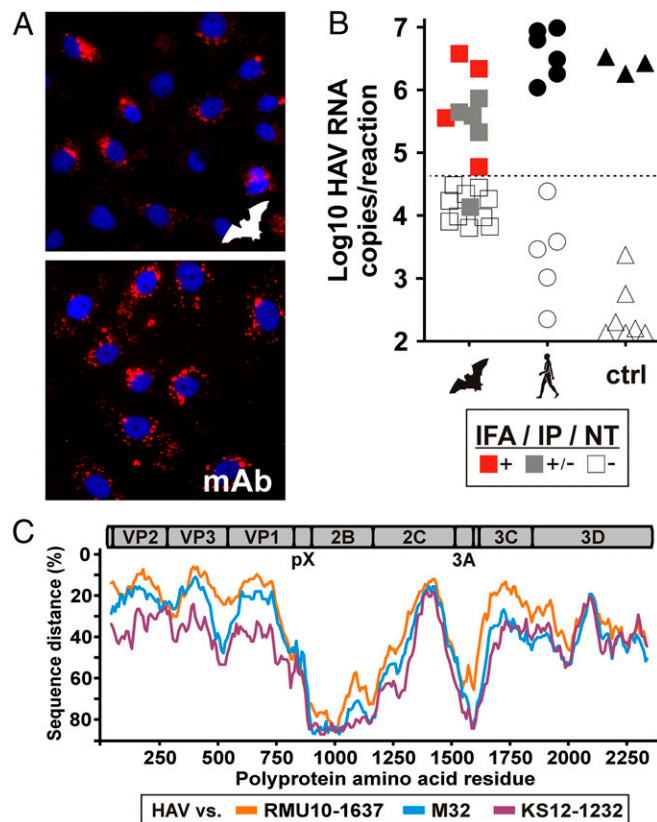 A
mAb
B
Log10 HAV RNA
copies/reaction
7
6
5
4
3
2
ctrl
IFA / IP / NT
+ +/- -
C
VP2 VP3 VP1 2B 2C 3C 3D
pX 3A
Sequence distance (%)
0
20
40
60
80
250 500 750 1000 1250 1500 1750 2000 2250
Polyprotein amino acid residue
HAV vs. RMU10-1637 M32 KS12-1232